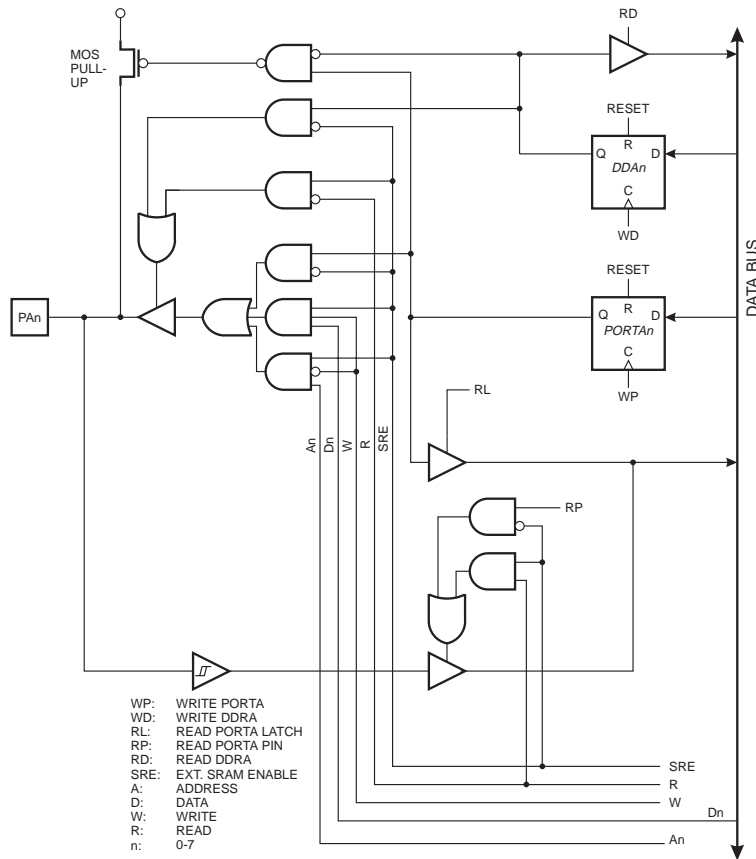 RD
MOS
PULL-
UP
RESET
R
Q
D
DDAn
C
WD
RESET
R
Q
D
PORTAn
C
WP
DATA BUS
PAn
RL
An
Dn
W
R
SRE
RP
WP: WRITE PORTA
WD: WRITE DDRA
RL: READ PORTA LATCH
RP: READ PORTA PIN
RD: READ DDRA
SRE: EXT. SRAM ENABLE
A: ADDRESS
D: DATA
W: WRITE
R: READ
n: 0-7
SRE
R
W
Dn
An